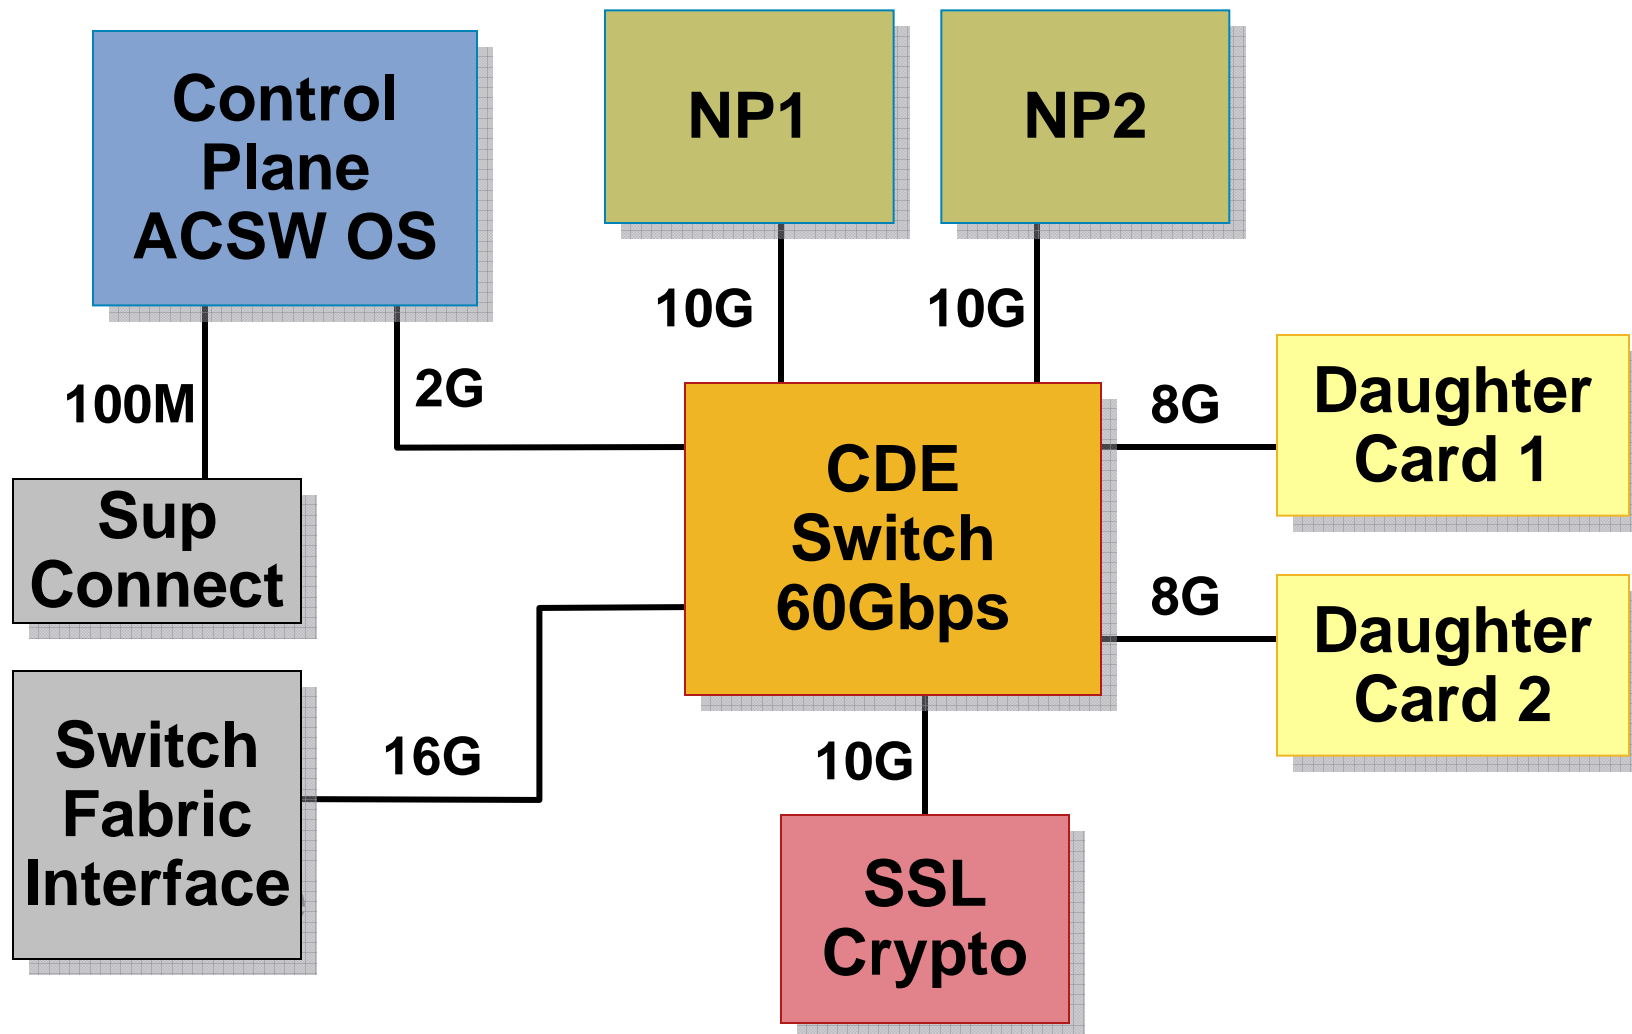 Control
Plane
ACSW OS
NP1
NP2
10G
10G
100M
2G
8G
Daughter
Card 1
CDE
Switch
60Gbps
Sup
Connect
8G
Daughter
Card 2
Switch
Fabric
Interface
16G
10G
SSL
Crypto